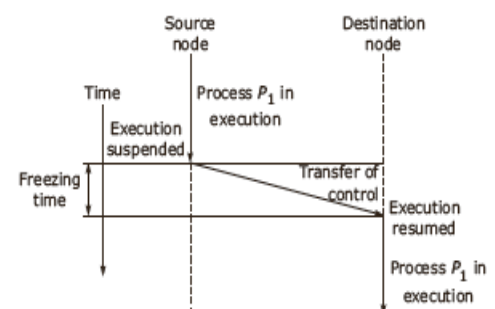 Source
node
Destination
node
Time
Process P1 in
execution
Execution
suspended
Freezing
time
Transfer of
control
Execution
resumed
Process P1 in
execution